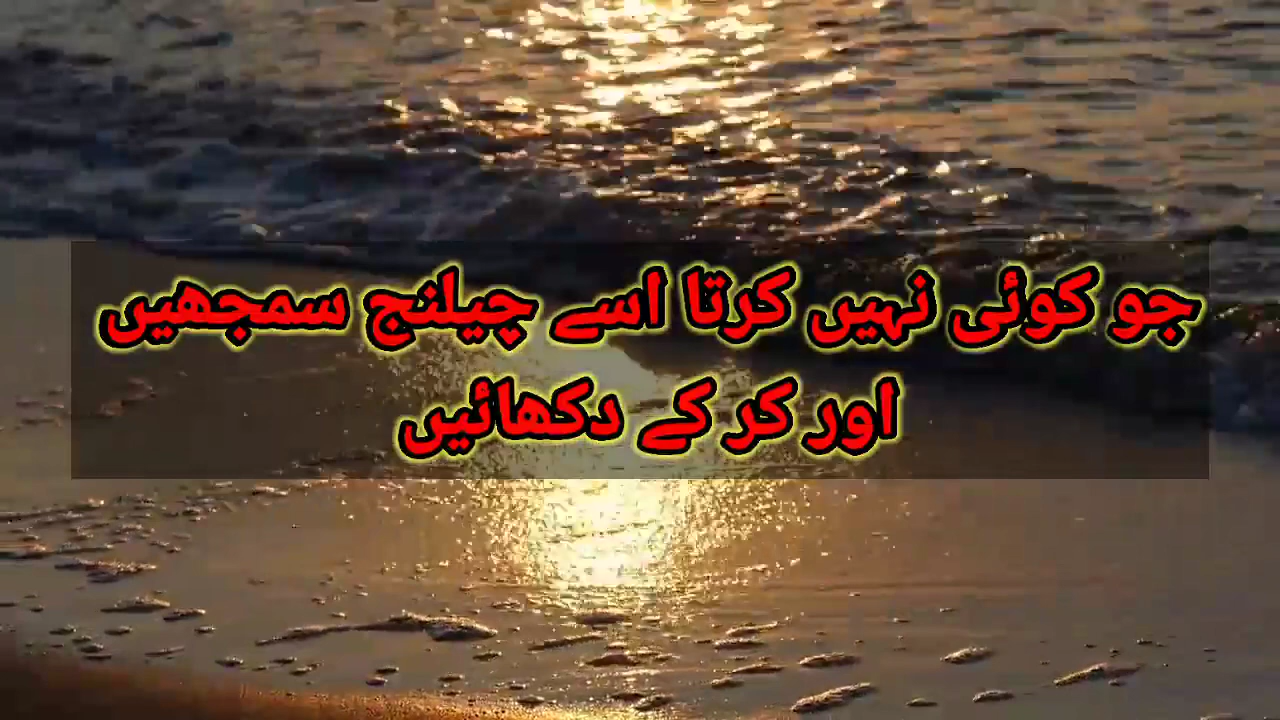 جو کوئی نہیں کرتا اسے چیلنج سمجھیں
اور کر کے دکھائیں